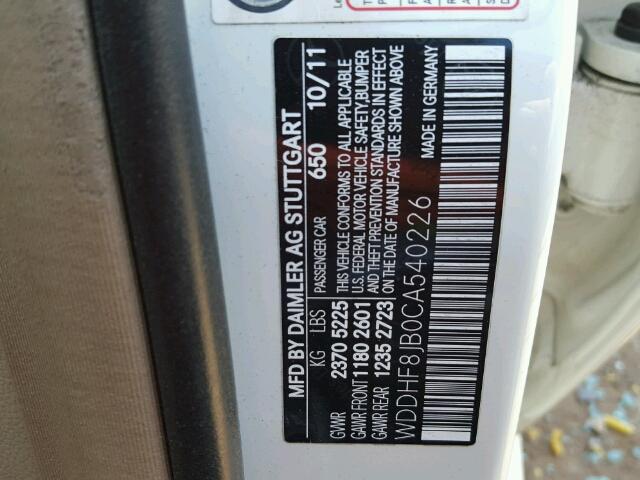 MFD BY DAIMLER AG STUTTGART
650 10/11
KG LBS PASSENGER CAR
GVWR 2370 5225 THIS VEHICLE CONFORMS TO ALL APPLICABLE
GAWR FRONT 1180 2601 U.S. FEDERAL MOTOR VEHICLE SAFETY,BUMPER
GAWR REAR 1235 2723 AND THEFT PREVENTION STANDARDS IN EFFECT
ON THE DATE OF MANUFACTURE SHOWN ABOVE
WDDHF8JB0CA540226 MADE IN GERMANY